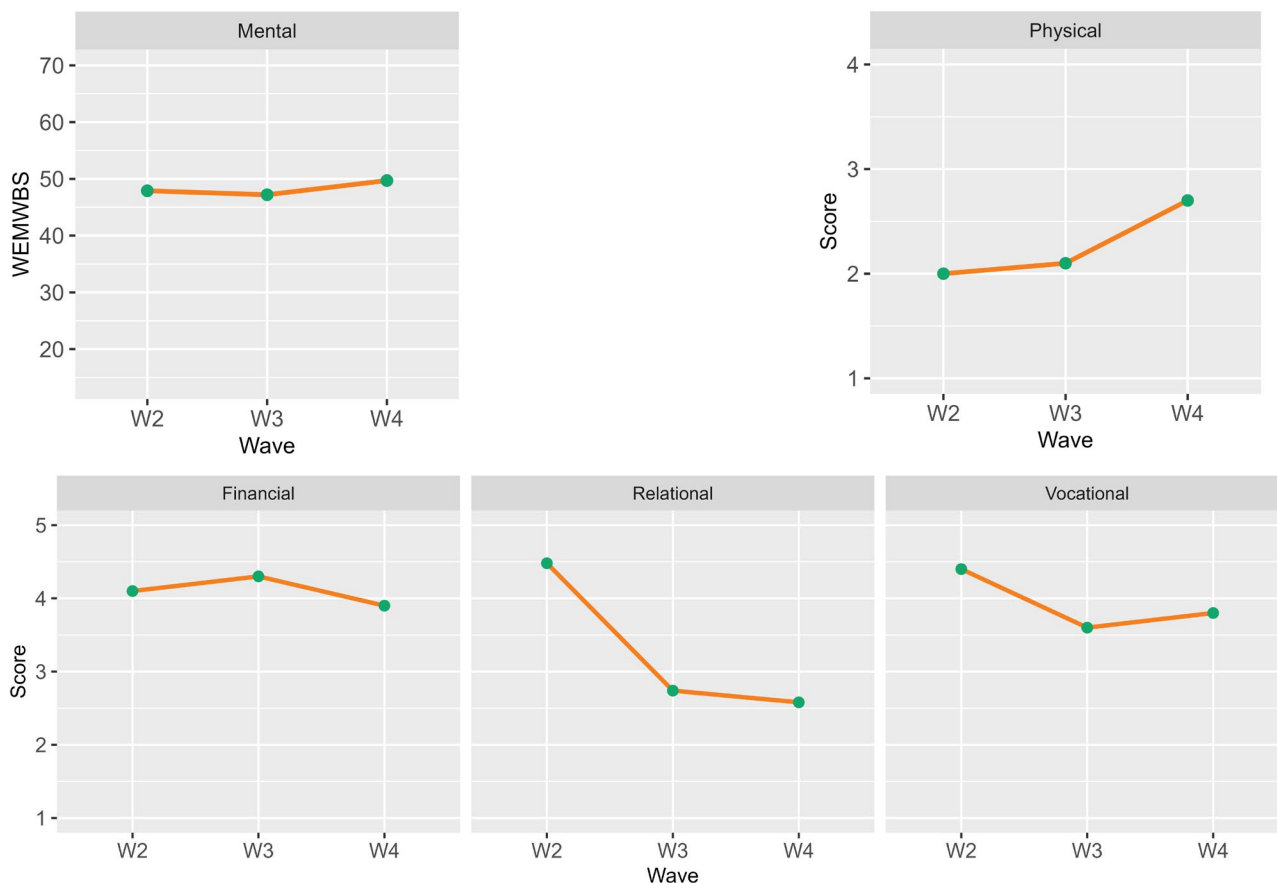 Mental
70
60
50
40
30
20
WEMWBS
W2 W3 W4
Wave
Physical
4
3
2
1
Score
W2 W3 W4
Wave
Financial Relational Vocational
5
4
3
2
1
Score
W2 W3 W4 W2 W3 W4 W2 W3 W4
Wave